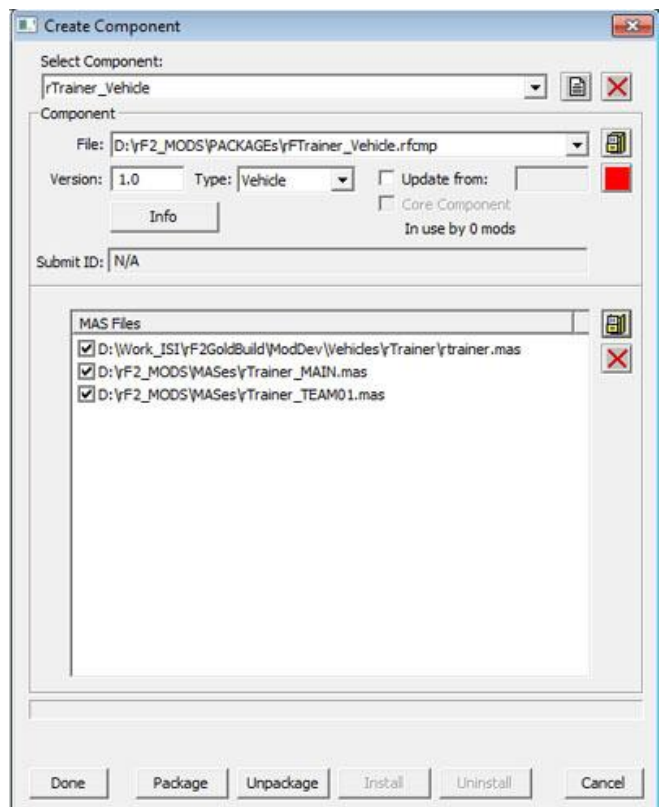 Create Component
Select Component:
rTrainer_Vehicle
Component
File: D:\rF2_MODS\PACKAGEs\rFTrainer_Vehicle.rfcmp
Version: 1.0 Type: Vehicle Update from:
Core Component
Info
In use by 0 mods
Submit ID: N/A
MAS Files
D:\Work_ISI\rF2GoldBuild\ModDev\Vehicles\rTrainer\rtrainer.mas
D:\rF2_MODS\MASes\rTrainer_MAIN.mas
D:\rF2_MODS\MASes\rTrainer_TEAM01.mas
Done Package Unpackage Install Uninstall Cancel